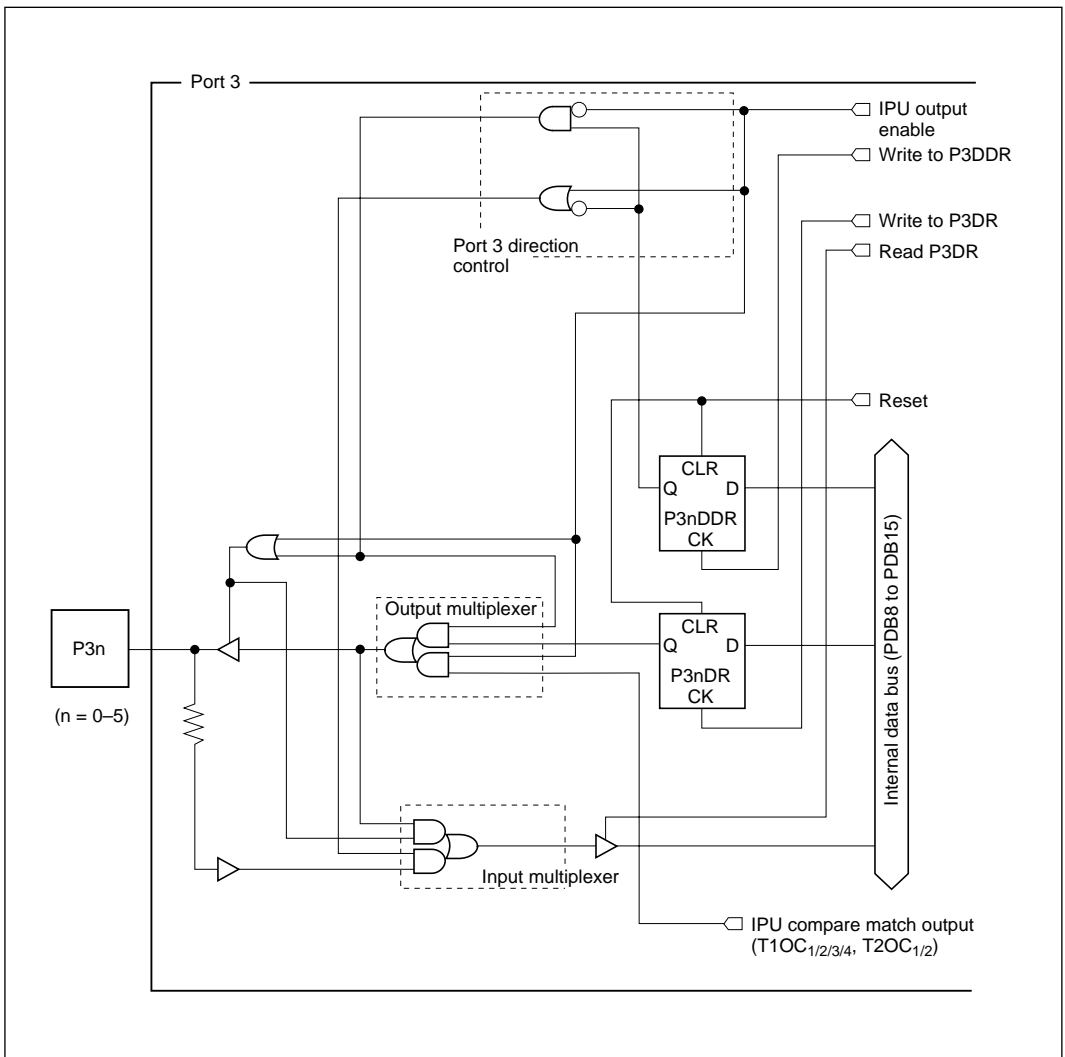 Port 3
IPU output
enable
Write to P3DDR
Write to P3DR
Port 3 direction
control
Read P3DR
Reset
CLR
Q D
P3nDDR
CK
Internal data bus (PDB8 to PDB15)
Output multiplexer
P3n
(n = 0–5)
CLR
Q D
P3nDR
CK
Input multiplexer
IPU compare match output
(T1OC1/2/3/4, T2OC1/2)